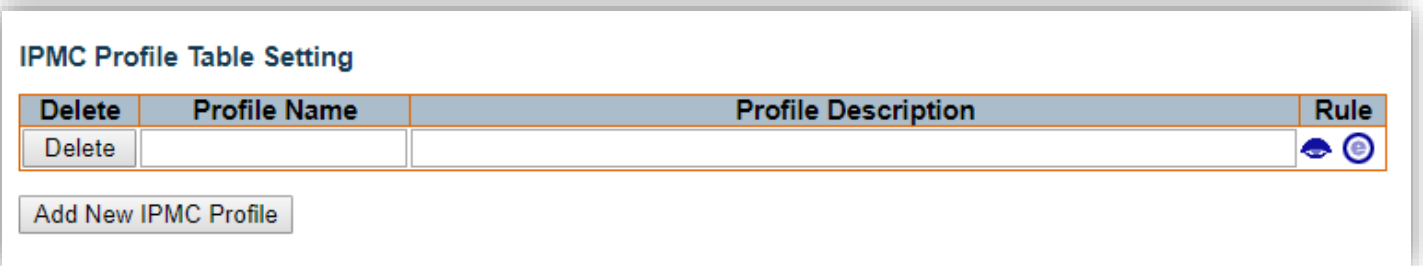 IPMC Profile Table Setting
Delete Profile Name Profile Description Rule
Delete e
Add New IPMC Profile